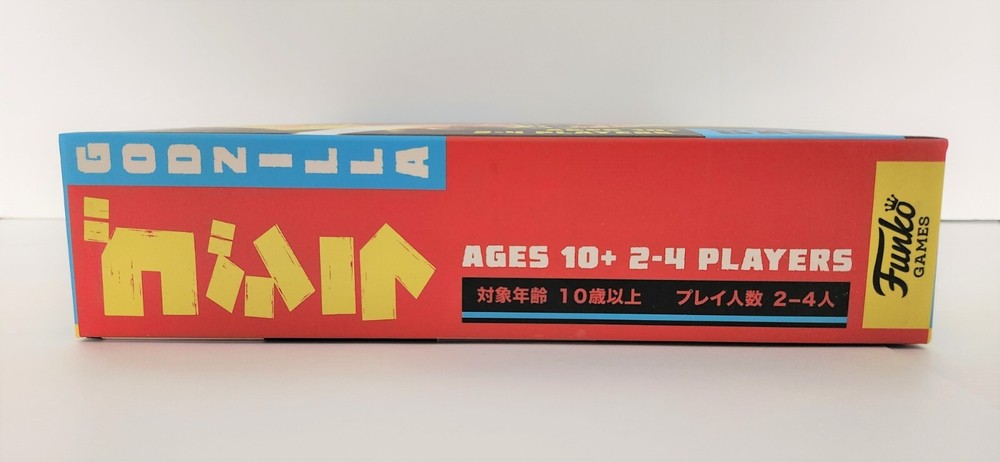 GODZILLA
ゴジラ
AGES 10+ 2-4 PLAYERS
対象年齢 10歳以上 プレイ人数 2-4人
Funko
GAMES